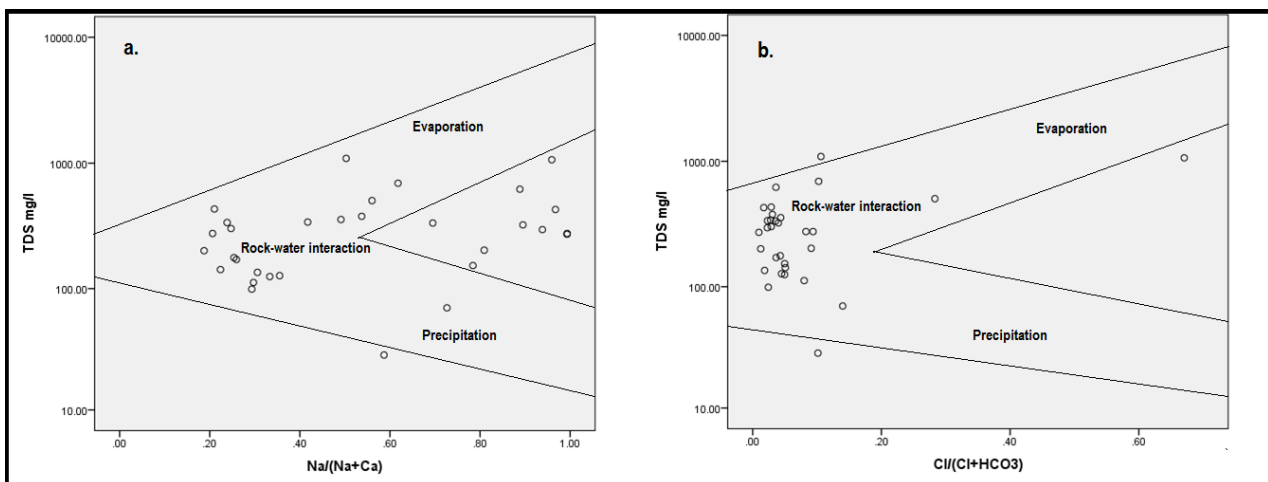 a.
10000.00
1000.00
100.00
10.00
TDS mg/l
Evaporation
Rock-water interaction
Precipitation
.00 .20 .40 .60 .80 1.00
Na/(Na+Ca)
b.
10000.00
1000.00
100.00
10.00
TDS mg/l
Evaporation
Rock-water interaction
Precipitation
.00 .20 .40 .60
Cl/(Cl+HCO3)